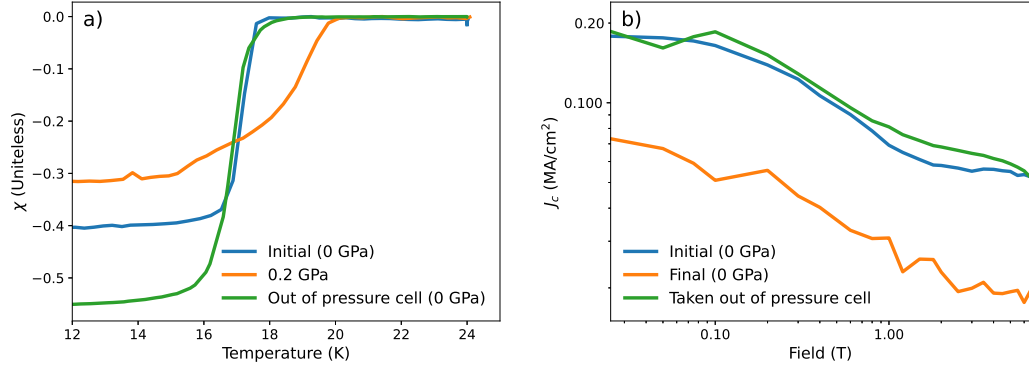 a)
0.0
−0.1
−0.2
−0.3
−0.4
−0.5
χ (Uniteless)
12 14 16 18 20 22 24
Temperature (K)
Initial (0 GPa)
0.2 GPa
Out of pressure cell (0 GPa)
b)
0.20
0.100
J_c (MA/cm²)
0.10 1.00
Field (T)
Initial (0 GPa)
Final (0 GPa)
Taken out of pressure cell